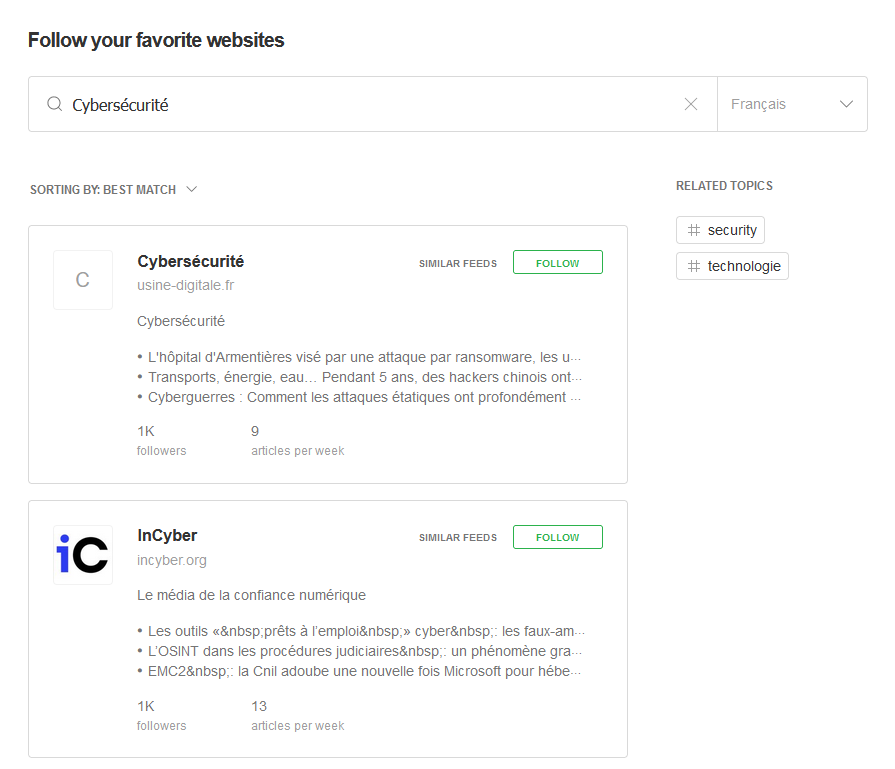 Follow your favorite websites
Cybersécurité
Français
SORTING BY: BEST MATCH
RELATED TOPICS
# security
# technologie
C
Cybersécurité
SIMILAR FEEDS
FOLLOW
usine-digitale.fr
Cybersécurité
• L'hôpital d'Armentières visé par une attaque par ransomware, les u...
• Transports, énergie, eau… Pendant 5 ans, des hackers chinois ont...
• Cyberguerres : Comment les attaques étatiques ont profondément ...
1K
9
followers
articles per week
iC
InCyber
SIMILAR FEEDS
FOLLOW
incyber.org
Le média de la confiance numérique
• Les outils «&nbsp;prêts à l’emploi&nbsp;» cyber&nbsp;: les faux-am...
• L’OSINT dans les procédures judiciaires&nbsp;: un phénomène gra...
• EMC2&nbsp;: la Cnil adoube une nouvelle fois Microsoft pour hébe...
1K
13
followers
articles per week